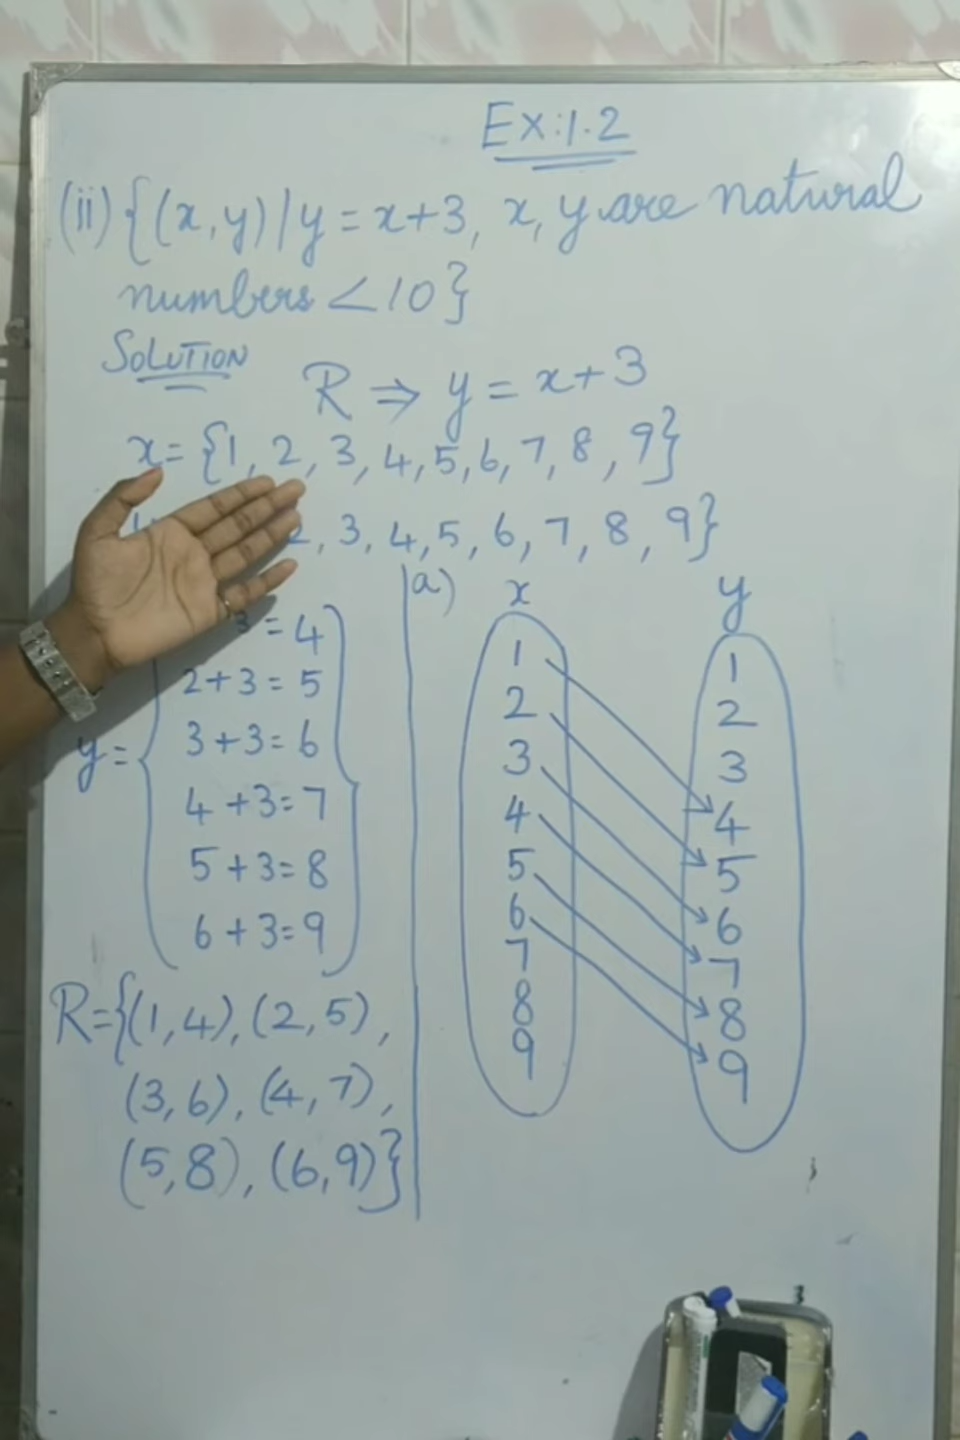 Ex:1.2
(ii) {(x,y)/y = x+3, x, y are natural
numbers < 10}
SOLUTION
R ⇒ y = x+3
x = {1, 2, 3, 4, 5, 6, 7, 8, 9}
2, 3, 4, 5, 6, 7, 8, 9}
3 = 4
2+3 = 5
3+3 = 6
y =
4+3 = 7
5+3 = 8
6+3 = 9
R = {(1,4), (2,5),
(3,6), (4,7),
(5,8), (6,9)}
a)
x
1
2
3
4
5
6
7
8
9
y
1
2
3
4
5
6
7
8
9